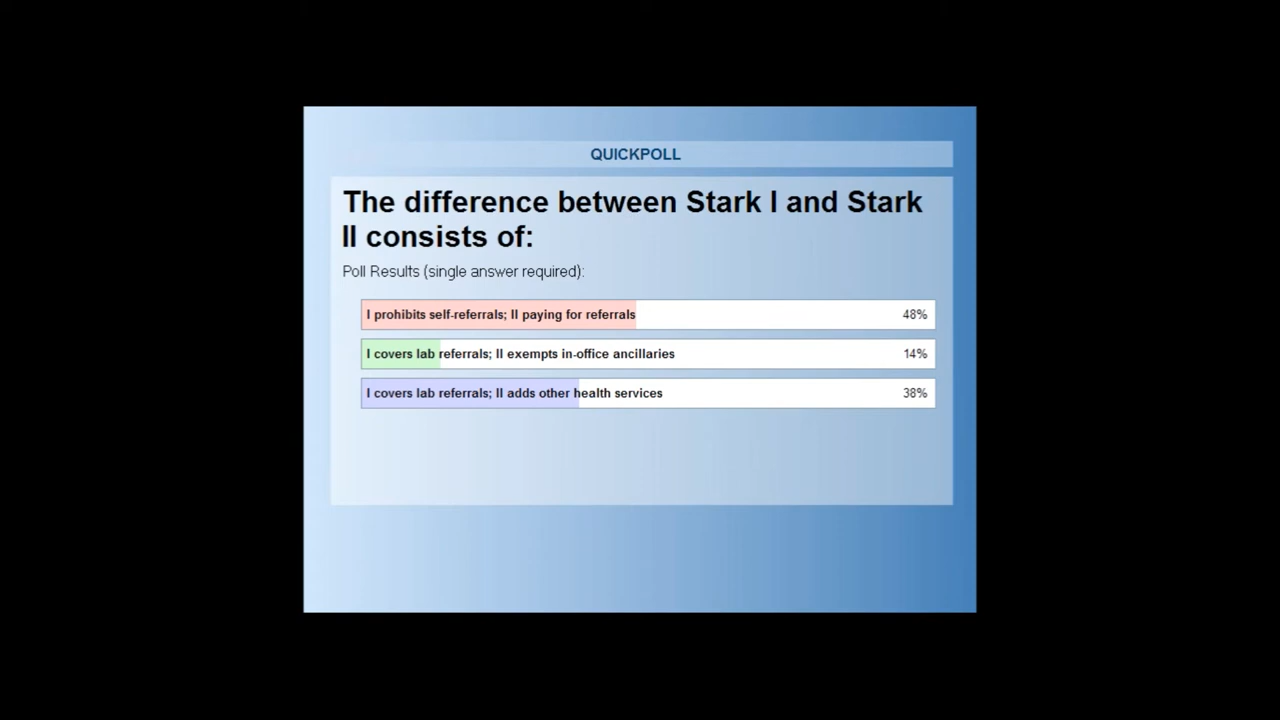 QUICKPOLL
The difference between Stark I and Stark
II consists of:
Poll Results (single answer required):
I prohibits self-referrals; II paying for referrals 48%
I covers lab referrals; II exempts in-office ancillaries 14%
I covers lab referrals; II adds other health services 38%